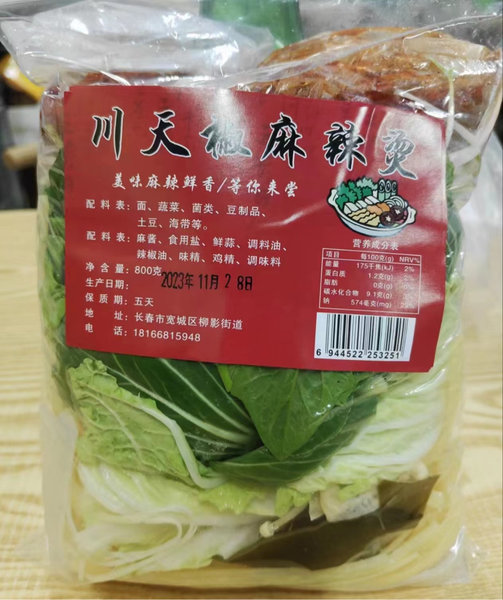 川天椒麻辣烫
美味麻辣鲜香/等你来尝
配料表：面、蔬菜、菌类、豆制品、
土豆、海带等。
配料表：麻酱、食用盐、鲜蒜、调料油、
辣椒油、味精、鸡精、调味料
净含量：800克
生产日期：2023年11月28日
保质期：五天
地址：长春市宽城区柳影街道
电话：18166815948
营养成分表
项目 每100克(g) NRV%
能量 175千焦(kJ) 2%
蛋白质 1.2克(g)
脂肪 0克(g)
碳水化合物 9.1克(g)
钠 574毫克(mg)
6 944522 253251